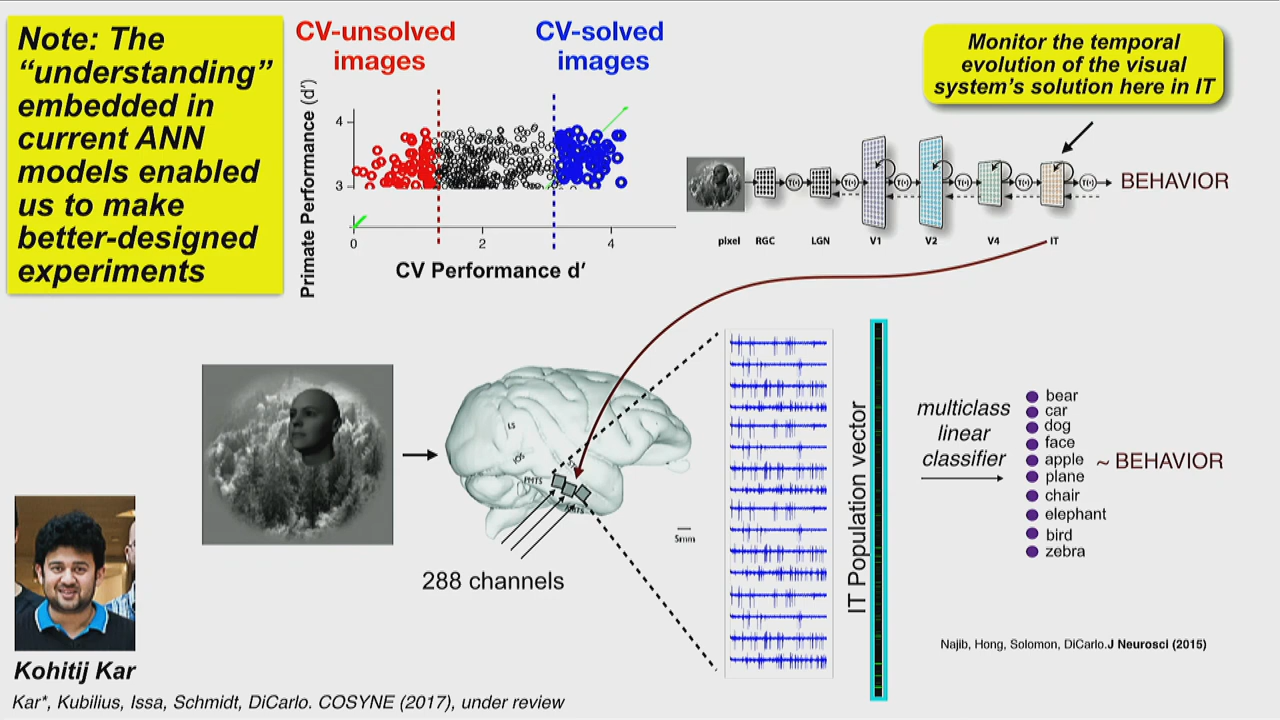 Note: The
“understanding”
embedded in
current ANN
models enabled
us to make
better-designed
experiments
CV-unsolved
images
CV-solved
images
Primate Performance (d′)
4
3
0
2
4
CV Performance d′
Monitor the temporal
evolution of the visual
system’s solution here in IT
T(•) T(•) T(•) T(•) T(•) T(•)
BEHAVIOR
pixel RGC LGN V1 V2 V4 IT
LS
IOS
PMTS
5mm
288 channels
IT Population vector
multiclass
linear
classifier
bear
car
dog
face
apple
plane
chair
elephant
bird
zebra
~ BEHAVIOR
Kohitij Kar
Najib, Hong, Solomon, DiCarlo.J Neurosci (2015)
Kar*, Kubilius, Issa, Schmidt, DiCarlo. COSYNE (2017), under review